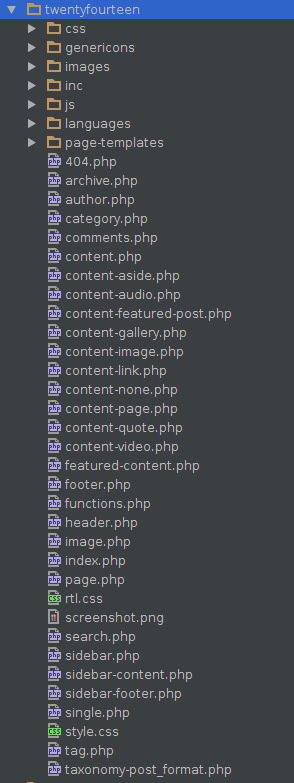 twentyfourteen
css
genericons
images
inc
js
languages
page-templates
404.php
archive.php
author.php
category.php
comments.php
content.php
content-aside.php
content-audio.php
content-featured-post.php
content-gallery.php
content-image.php
content-link.php
content-none.php
content-page.php
content-quote.php
content-video.php
featured-content.php
footer.php
functions.php
header.php
image.php
index.php
page.php
rtl.css
screenshot.png
search.php
sidebar.php
sidebar-content.php
sidebar-footer.php
single.php
style.css
tag.php
taxonomy-post_format.php